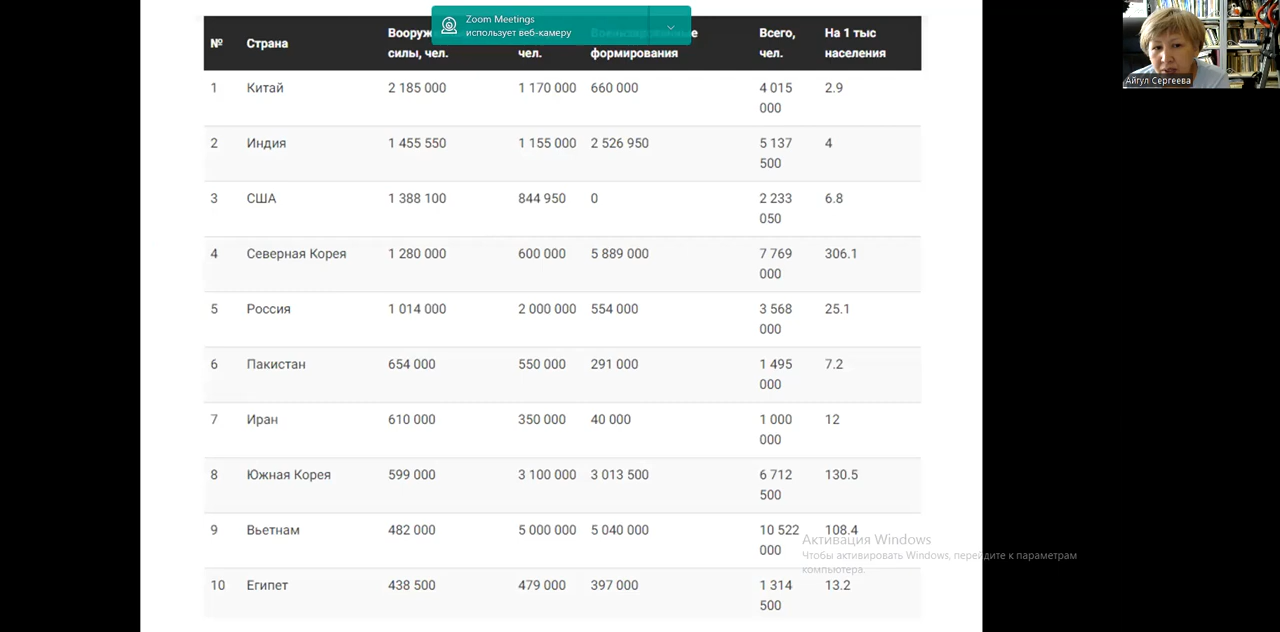 Zoom Meetings
использует веб-камеру
№ Страна Всего, На 1 тыс
силы, чел. чел. формирования чел. населения
1 Китай 2 185 000 1 170 000 660 000 4 015 2.9
000
2 Индия 1 455 550 1 155 000 2 526 950 5 137 4
500
3 США 1 388 100 844 950 0 2 233 6.8
050
4 Северная Корея 1 280 000 600 000 5 889 000 7 769 306.1
000
5 Россия 1 014 000 2 000 000 554 000 3 568 25.1
000
6 Пакистан 654 000 550 000 291 000 1 495 7.2
000
7 Иран 610 000 350 000 40 000 1 000 12
000
8 Южная Корея 599 000 3 100 000 3 013 500 6 712 130.5
500
9 Вьетнам 482 000 5 000 000 5 040 000 10 522 108.4
000
10 Египет 438 500 479 000 397 000 1 314 13.2
500
Айгул Сергеева
Активация Windows
Чтобы активировать Windows, перейдите к параметрам
компьютера.